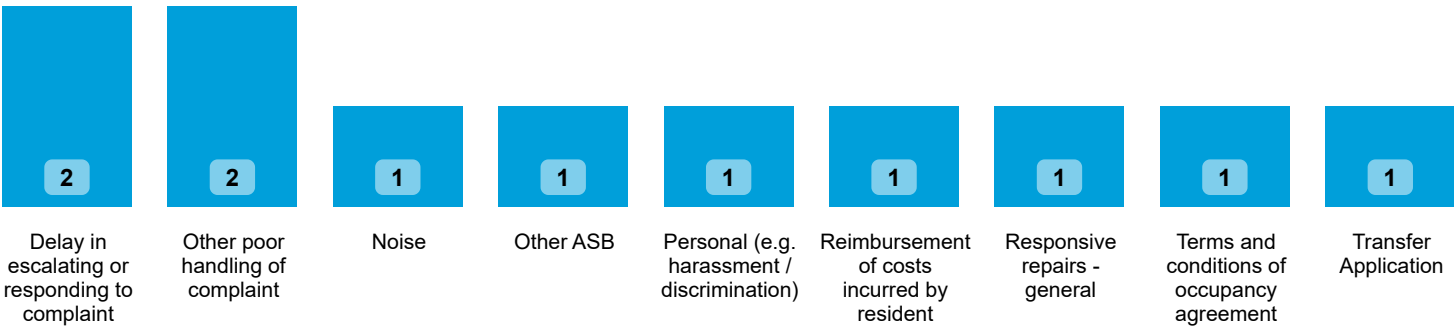 2
2
1
1
1
1
1
1
1
Delay in
escalating or
responding to
complaint
Other poor
handling of
complaint
Noise
Other ASB
Personal (e.g.
harassment /
discrimination)
Reimbursement
of costs
incurred by
resident
Responsive
repairs -
general
Terms and
conditions of
occupancy
agreement
Transfer
Application